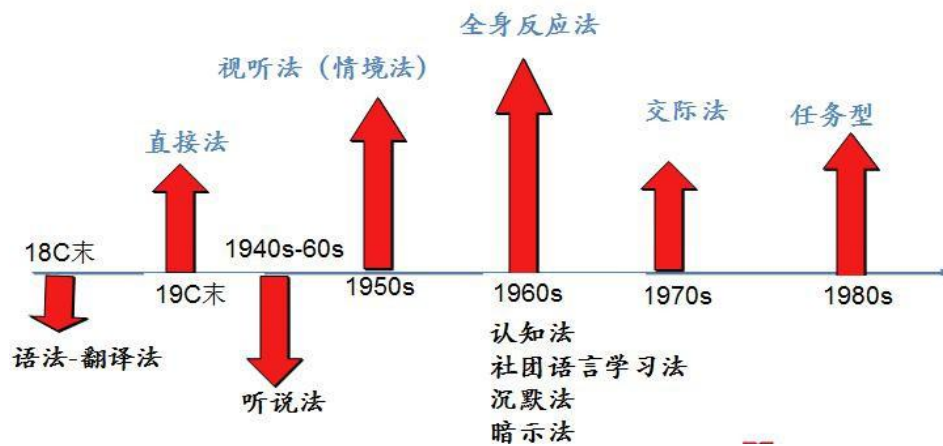 全身反应法
视听法（情境法）
直接法
交际法
任务型
18C末
1940s-60s
19C末
1950s
1960s
1970s
1980s
语法-翻译法
听说法
认知法
社团语言学习法
沉默法
暗示法